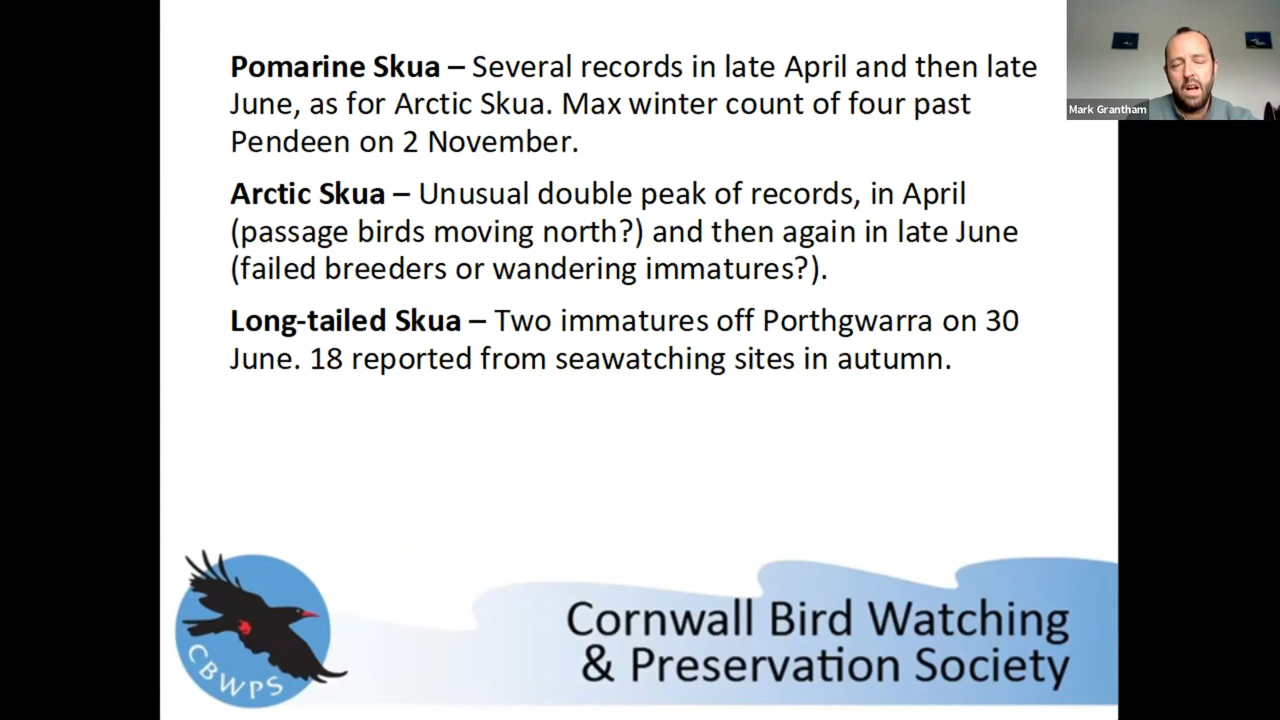 Pomarine Skua – Several records in late April and then late
June, as for Arctic Skua. Max winter count of four past
Pendeen on 2 November.
Arctic Skua – Unusual double peak of records, in April
(passage birds moving north?) and then again in late June
(failed breeders or wandering immatures?).
Long-tailed Skua – Two immatures off Porthgwarra on 30
June. 18 reported from seawatching sites in autumn.
Mark Grantham
CBWPS
Cornwall Bird Watching
& Preservation Society